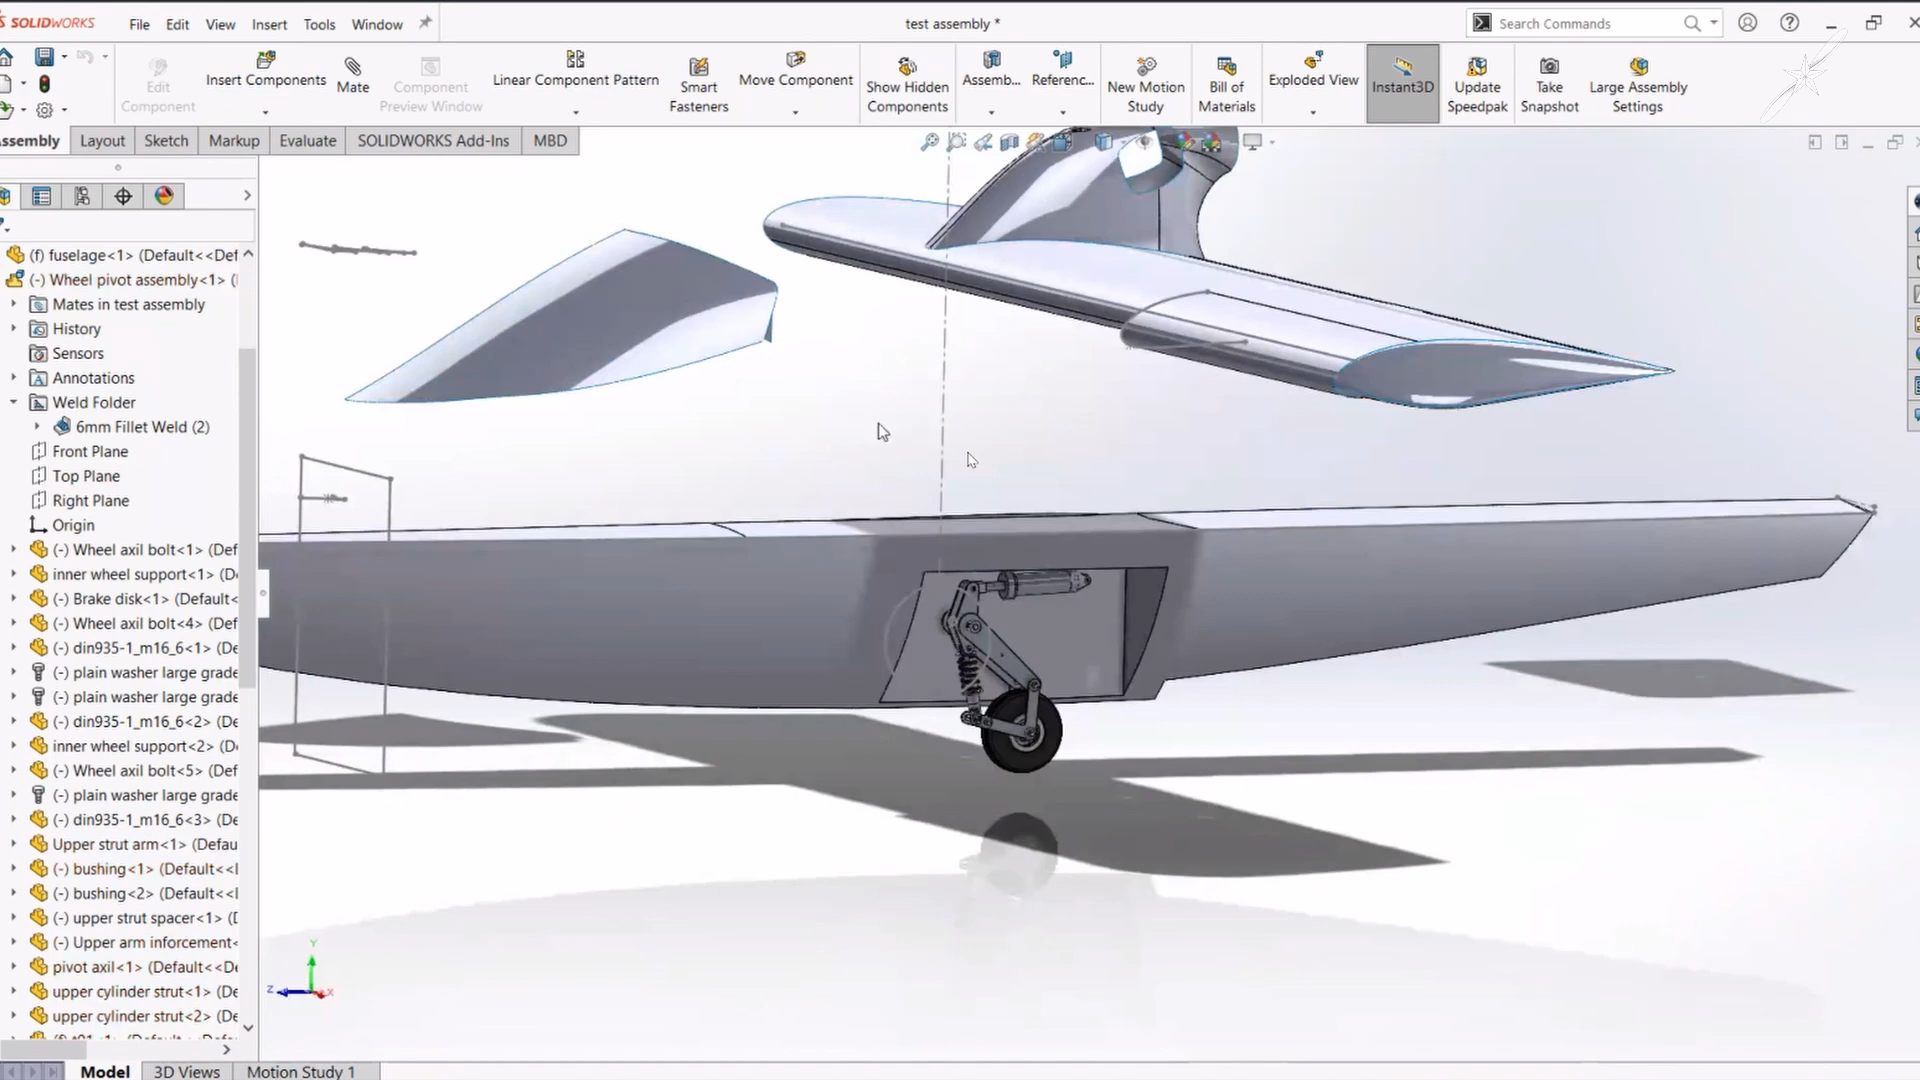 SOLIDWORKS File Edit View Insert Tools Window test assembly * Search Commands
Edit Component
Insert Components
Mate
Component Preview Window
Linear Component Pattern
Smart Fasteners
Move Component
Show Hidden Components
Assemb...
Referenc...
New Motion Study
Bill of Materials
Exploded View
Instant3D
Update Speedpak
Take Snapshot
Large Assembly Settings
Assembly Layout Sketch Markup Evaluate SOLIDWORKS Add-Ins MBD
(f) fuselage<1> (Default<<Def
(-) Wheel pivot assembly<1> (
Mates in test assembly
History
Sensors
Annotations
Weld Folder
6mm Fillet Weld (2)
Front Plane
Top Plane
Right Plane
Origin
(-) Wheel axil bolt<1> (Def
inner wheel support<1> (De
(-) Brake disk<1> (Default<
(-) Wheel axil bolt<4> (Def
(-) din935-1_m16_6<1> (De
(-) plain washer large grade
(-) plain washer large grade
(-) din935-1_m16_6<2> (De
inner wheel support<2> (De
(-) Wheel axil bolt<5> (Def
(-) plain washer large grade
(-) din935-1_m16_6<3> (De
Upper strut arm<1> (Defau
(-) bushing<1> (Default<<I
(-) bushing<2> (Default<<I
(-) upper strut spacer<1> (D
(-) Upper arm inforcement<
pivot axil<1> (Default<<De
upper cylinder strut<1> (De
upper cylinder strut<2> (De
Y
Z X
Model 3D Views Motion Study 1